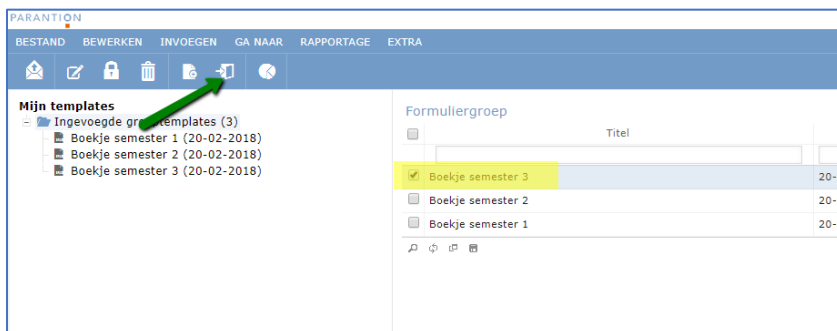 PARANTION
BESTAND BEWERKEN INVOEGEN GA NAAR RAPPORTAGE EXTRA
Mijn templates
Ingevoegde templates (3)
Boekje semester 1 (20-02-2018)
Boekje semester 2 (20-02-2018)
Boekje semester 3 (20-02-2018)
Formuliergroep
Titel
Boekje semester 3 20-
Boekje semester 2 20-
Boekje semester 1 20-